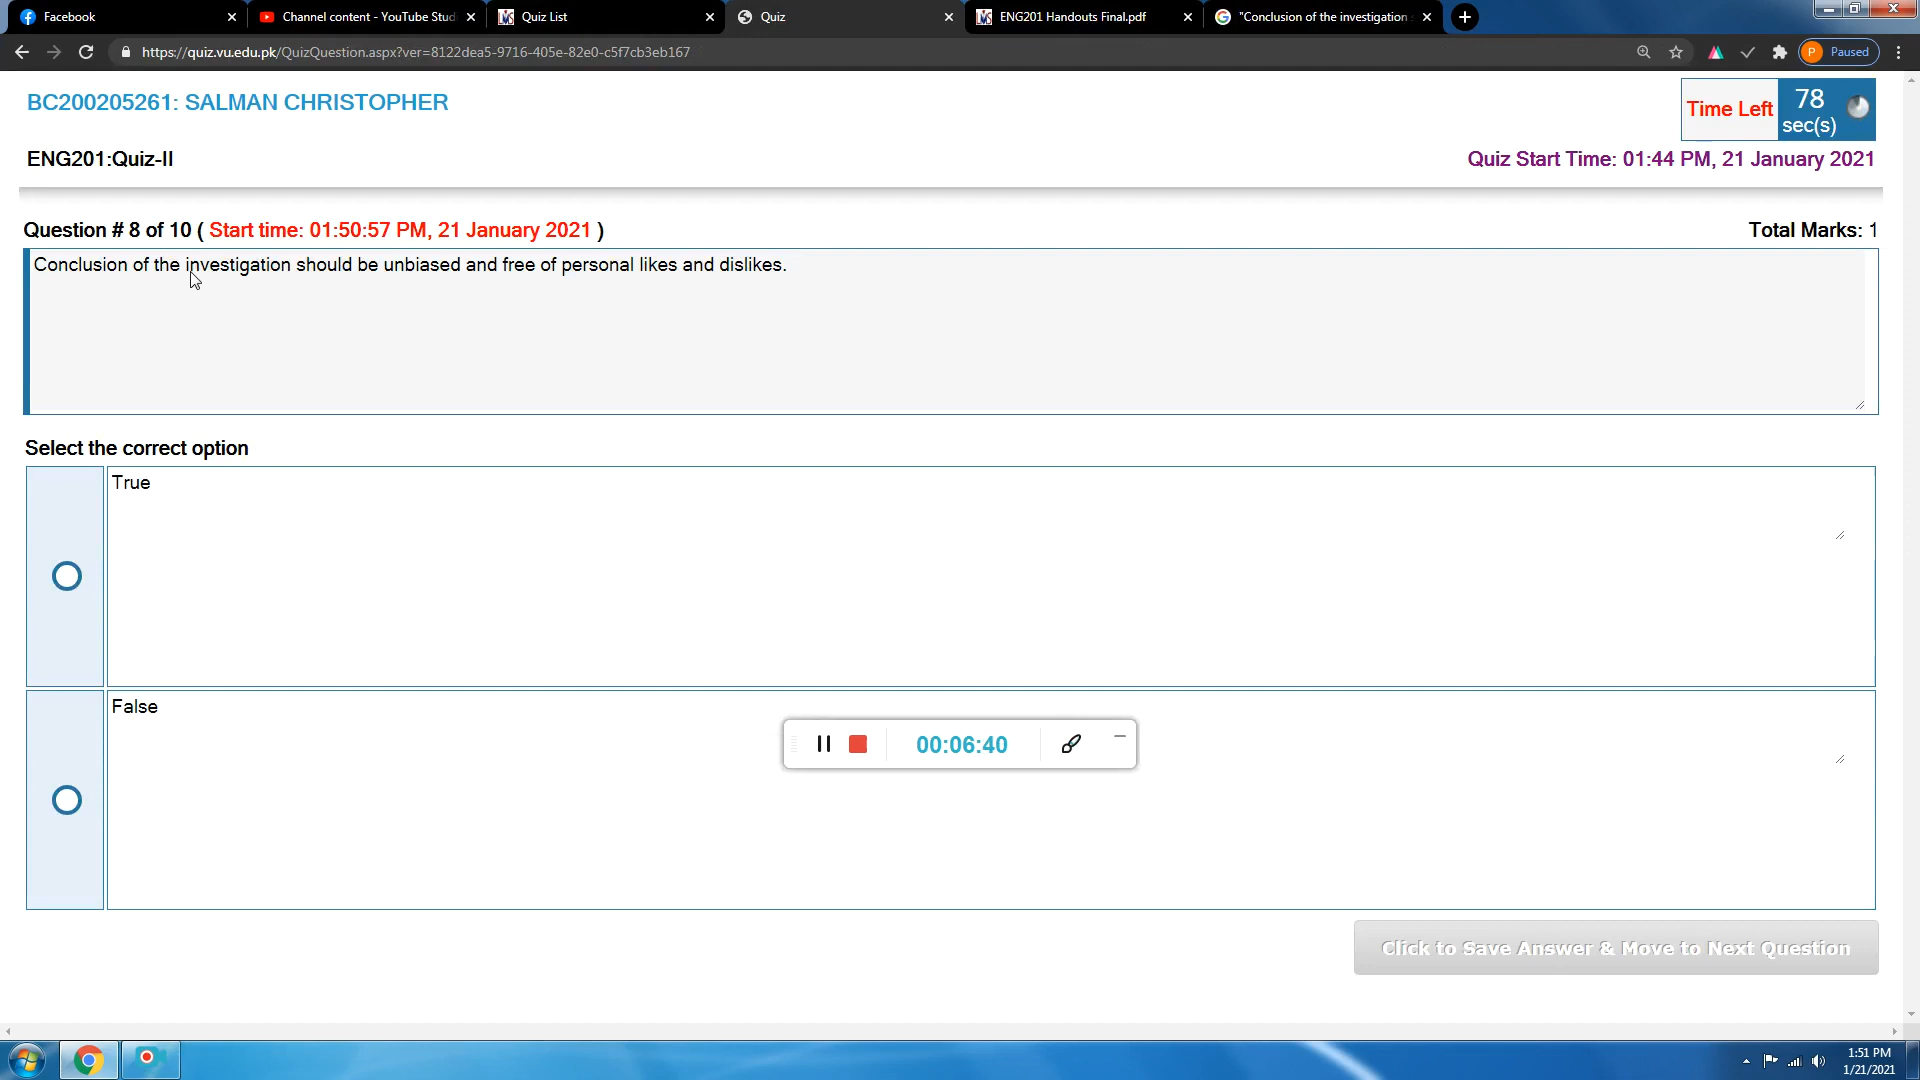 Facebook
Channel content - YouTube Stud
Quiz List
Quiz
ENG201 Handouts Final.pdf
"Conclusion of the investigation
https://quiz.vu.edu.pk/QuizQuestion.aspx?ver=8122dea5-9716-405e-82e0-c5f7cb3eb167
P Paused
BC200205261: SALMAN CHRISTOPHER
Time Left 78 sec(s)
ENG201:Quiz-II
Quiz Start Time: 01:44 PM, 21 January 2021
Question # 8 of 10 ( Start time: 01:50:57 PM, 21 January 2021 )
Total Marks: 1
Conclusion of the investigation should be unbiased and free of personal likes and dislikes.
Select the correct option
True
False
00:06:40
Click to Save Answer & Move to Next Question
1:51 PM
1/21/2021